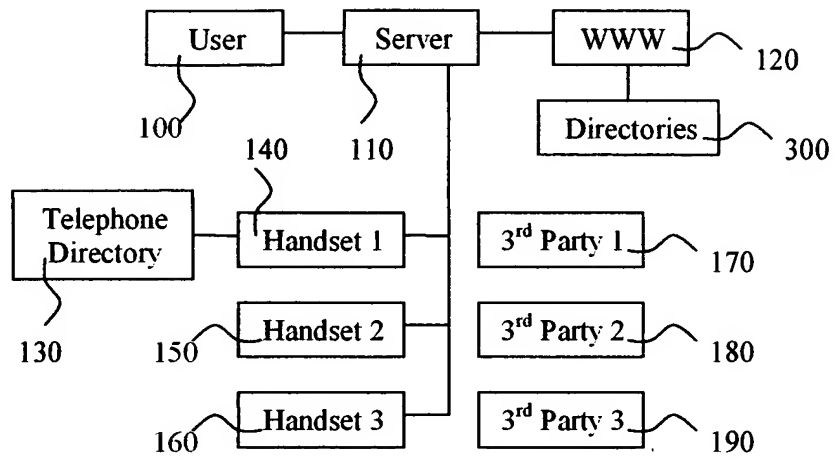 User
Server
WWW
120
100
110
Directories
300
140
Telephone
Directory
Handset 1
3rd Party 1
170
130
150
Handset 2
3rd Party 2
180
160
Handset 3
3rd Party 3
190